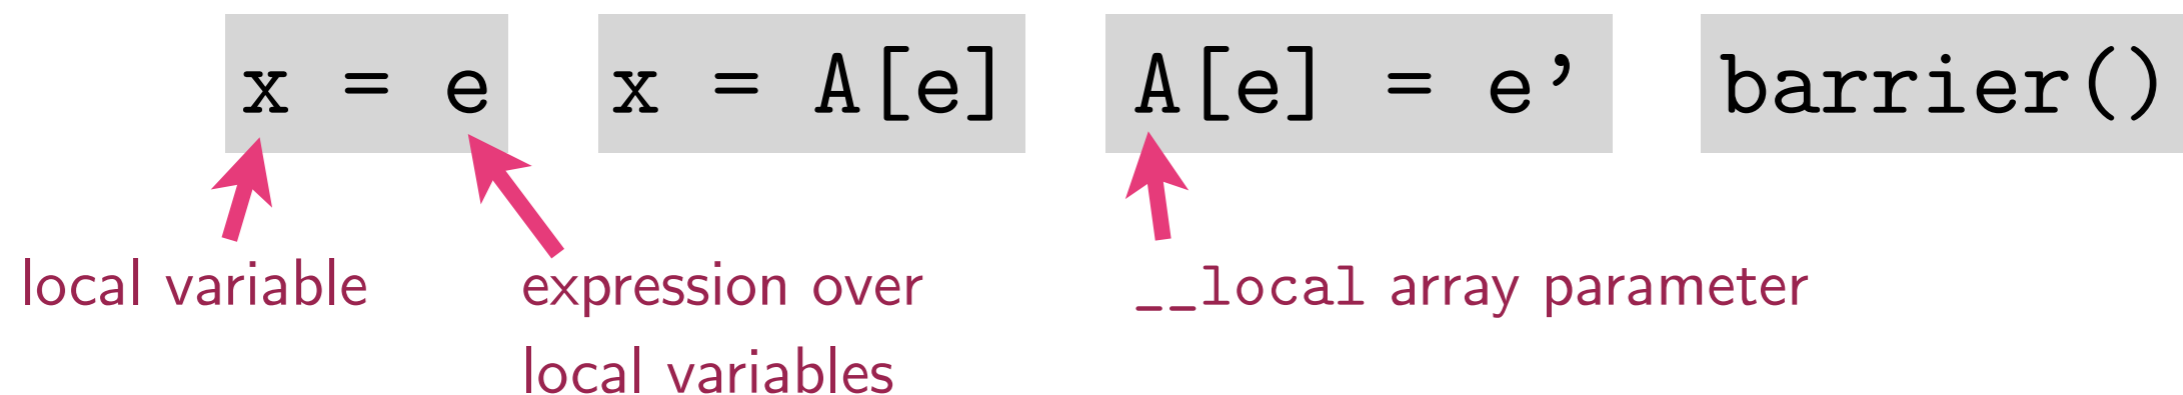 x = e x = A[e] A[e] = e’ barrier()
local variable expression over __local array parameter
local variables